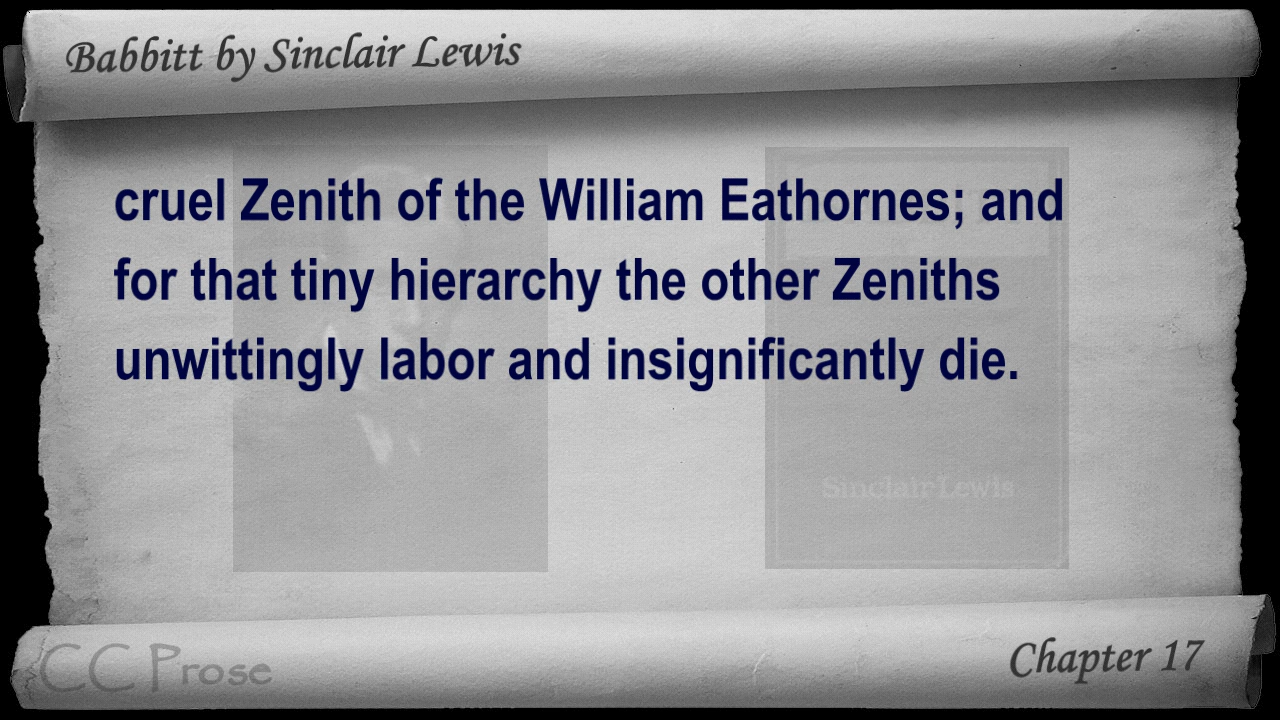 Babbitt by Sinclair Lewis
cruel Zenith of the William Eathornes; and
for that tiny hierarchy the other Zeniths
unwittingly labor and insignificantly die.
Sinclair Lewis
CC Prose
Chapter 17